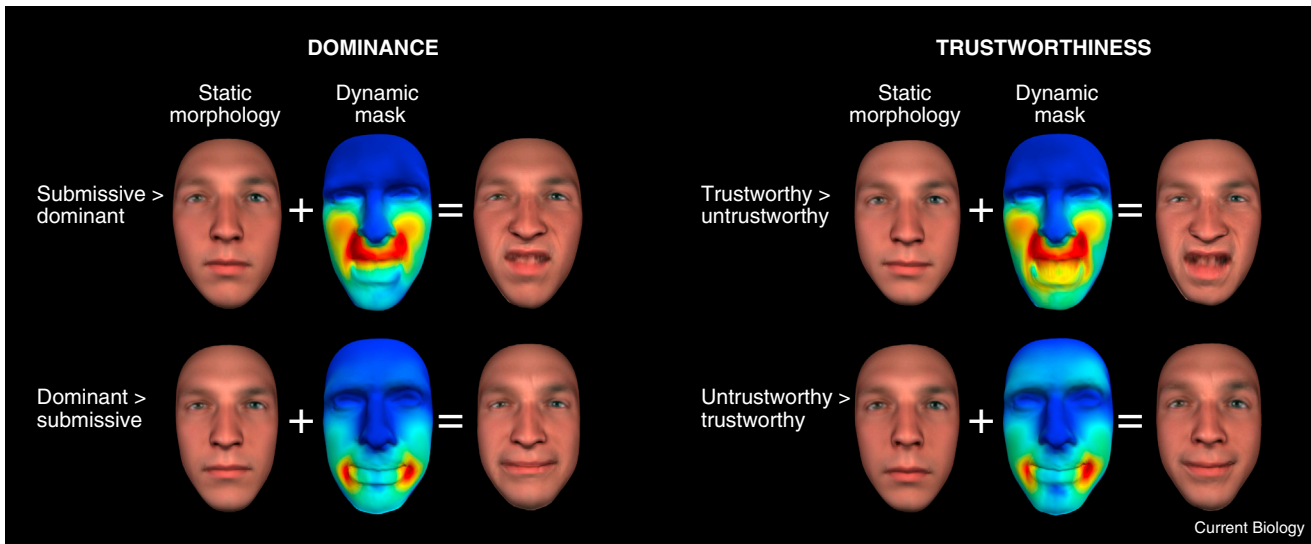 DOMINANCE
Static
morphology
Dynamic
mask
Submissive >
dominant
+
=
Dominant >
submissive
+
=
TRUSTWORTHINESS
Static
morphology
Dynamic
mask
Trustworthy >
untrustworthy
+
=
Untrustworthy >
trustworthy
+
=
Current Biology